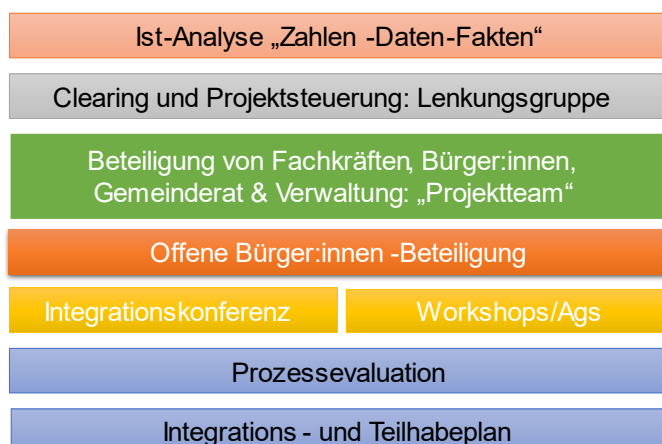 Ist-Analyse „Zahlen -Daten-Fakten“
Clearing und Projektsteuerung: Lenkungsgruppe
Beteiligung von Fachkräften, Bürger:innen,
Gemeinderat & Verwaltung: „Projektteam“
Offene Bürger:innen -Beteiligung
Integrationskonferenz
Workshops/Ags
Prozessevaluation
Integrations - und Teilhabeplan